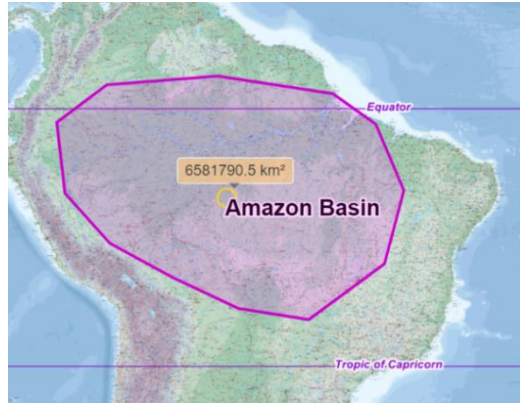 Equator
6581790.5 km²
Amazon Basin
Tropic of Capricorn